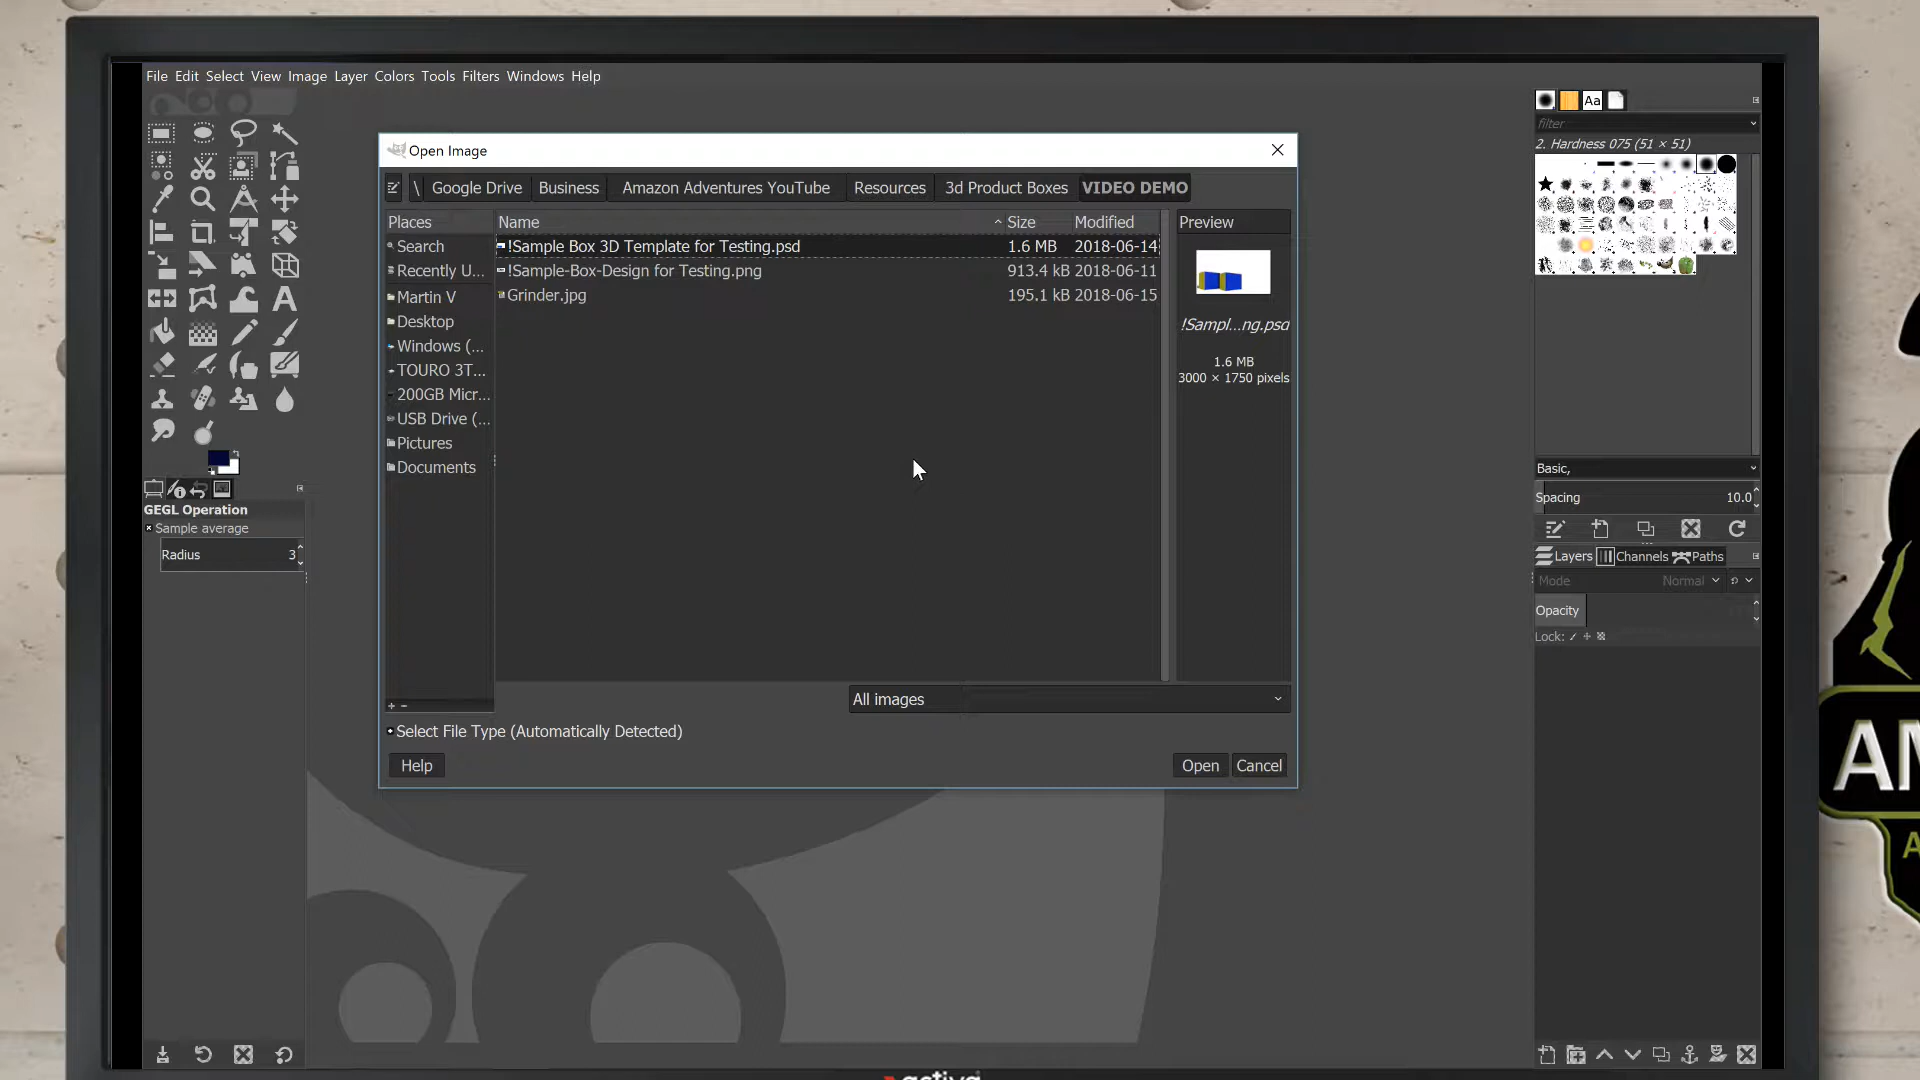 File Edit Select View Image Layer Colors Tools Filters Windows Help
Open Image
\ Google Drive Business Amazon Adventures YouTube Resources 3d Product Boxes VIDEO DEMO
Places Name Size Modified Preview
Search !Sample Box 3D Template for Testing.psd 1.6 MB 2018-06-14
Recently U... !Sample-Box-Design for Testing.png 913.4 kB 2018-06-11
Martin V Grinder.jpg 195.1 kB 2018-06-15
Desktop
Windows (...
TOURO 3T...
200GB Micr...
USB Drive (...
Pictures
Documents
!Sampl...ng.psd
1.6 MB
3000 × 1750 pixels
All images
Select File Type (Automatically Detected)
Help Open Cancel
GEGL Operation
Sample average
Radius 3
Aa
filter
2. Hardness 075 (51 × 51)
Basic,
Spacing 10.0
Layers Channels Paths
Mode Normal
Opacity
Lock: